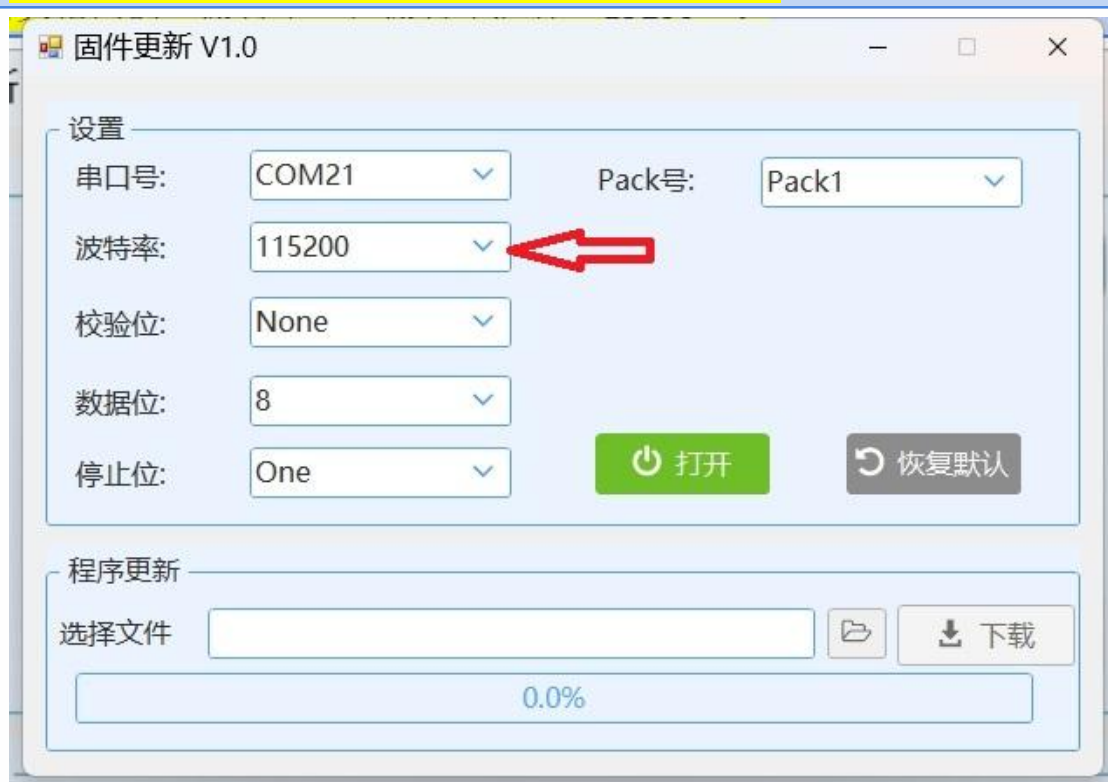 固件更新 V1.0
设置
串口号: COM21 Pack号: Pack1
波特率: 115200
校验位: None
数据位: 8
停止位: One 打开 恢复默认
程序更新
选择文件 下载
0.0%